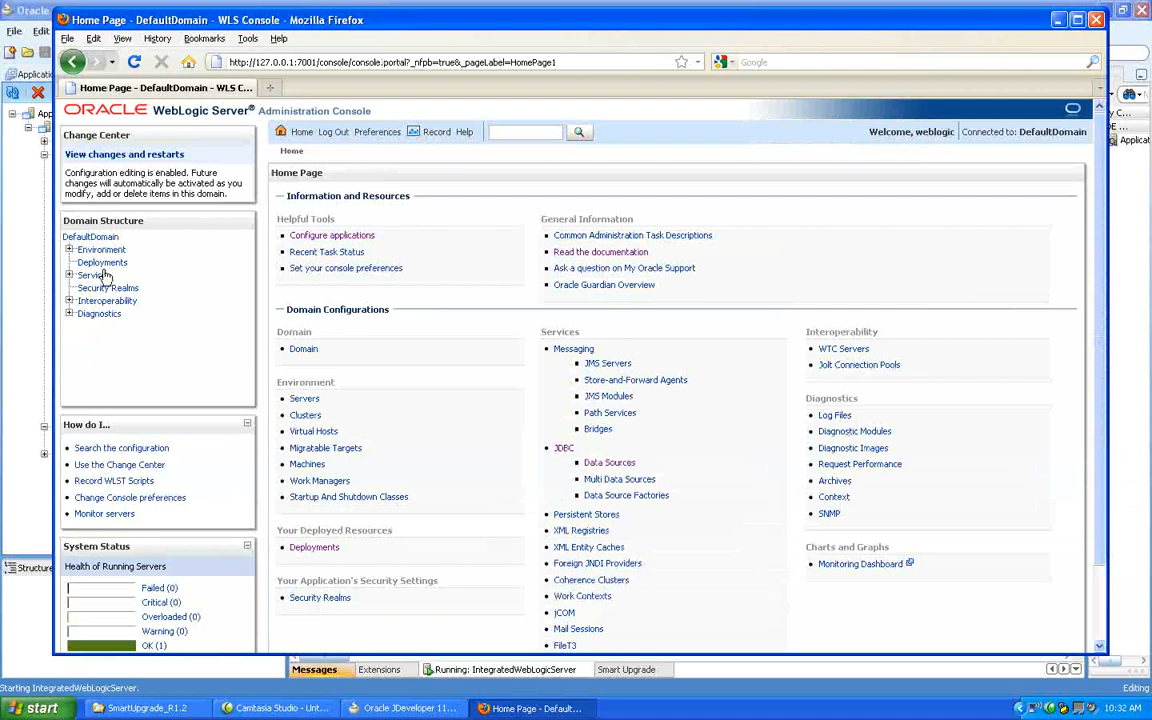 Oracle
Home Page - DefaultDomain - WLS Console - Mozilla Firefox
File Edit
File Edit View History Bookmarks Tools Help
http://127.0.0.1:7001/console/console.portal?_nfpb=true&_pageLabel=HomePage1
Google
Applicatio
Home Page - DefaultDomain - WLS C...
App
ORACLE WebLogic Server® Administration Console
Change Center
View changes and restarts
Configuration editing is enabled. Future
changes will automatically be activated as you
modify, add or delete items in this domain.
Domain Structure
DefaultDomain
Environment
Deployments
Servic
Security Realms
Interoperability
Diagnostics
How do I...
Search the configuration
Use the Change Center
Record WLST Scripts
Change Console preferences
Monitor servers
System Status
Health of Running Servers
Failed (0)
Critical (0)
Overloaded (0)
Warning (0)
OK (1)
Home Log Out Preferences Record Help
Welcome, weblogic Connected to: DefaultDomain
Home
Home Page
Information and Resources
Helpful Tools
Configure applications
Recent Task Status
Set your console preferences
General Information
Common Administration Task Descriptions
Read the documentation
Ask a question on My Oracle Support
Oracle Guardian Overview
Domain Configurations
Domain
Domain
Environment
Servers
Clusters
Virtual Hosts
Migratable Targets
Machines
Work Managers
Startup And Shutdown Classes
Your Deployed Resources
Deployments
Your Application's Security Settings
Security Realms
Services
Messaging
JMS Servers
Store-and-Forward Agents
JMS Modules
Path Services
Bridges
JDBC
Data Sources
Multi Data Sources
Data Source Factories
Persistent Stores
XML Registries
XML Entity Caches
Foreign JNDI Providers
Coherence Clusters
Work Contexts
jCOM
Mail Sessions
FileT3
Interoperability
WTC Servers
Jolt Connection Pools
Diagnostics
Log Files
Diagnostic Modules
Diagnostic Images
Request Performance
Archives
Context
SNMP
Charts and Graphs
Monitoring Dashboard
y C...
DE ...
Applicat
Structure
Messages Extensions Running: IntegratedWebLogicServer Smart Upgrade
Starting IntegratedWebLogicServer.
Editing
start SmartUpgrade_R1.2 Camtasia Studio - Unt... Oracle JDeveloper 11... Home Page - Default... 10:32 AM